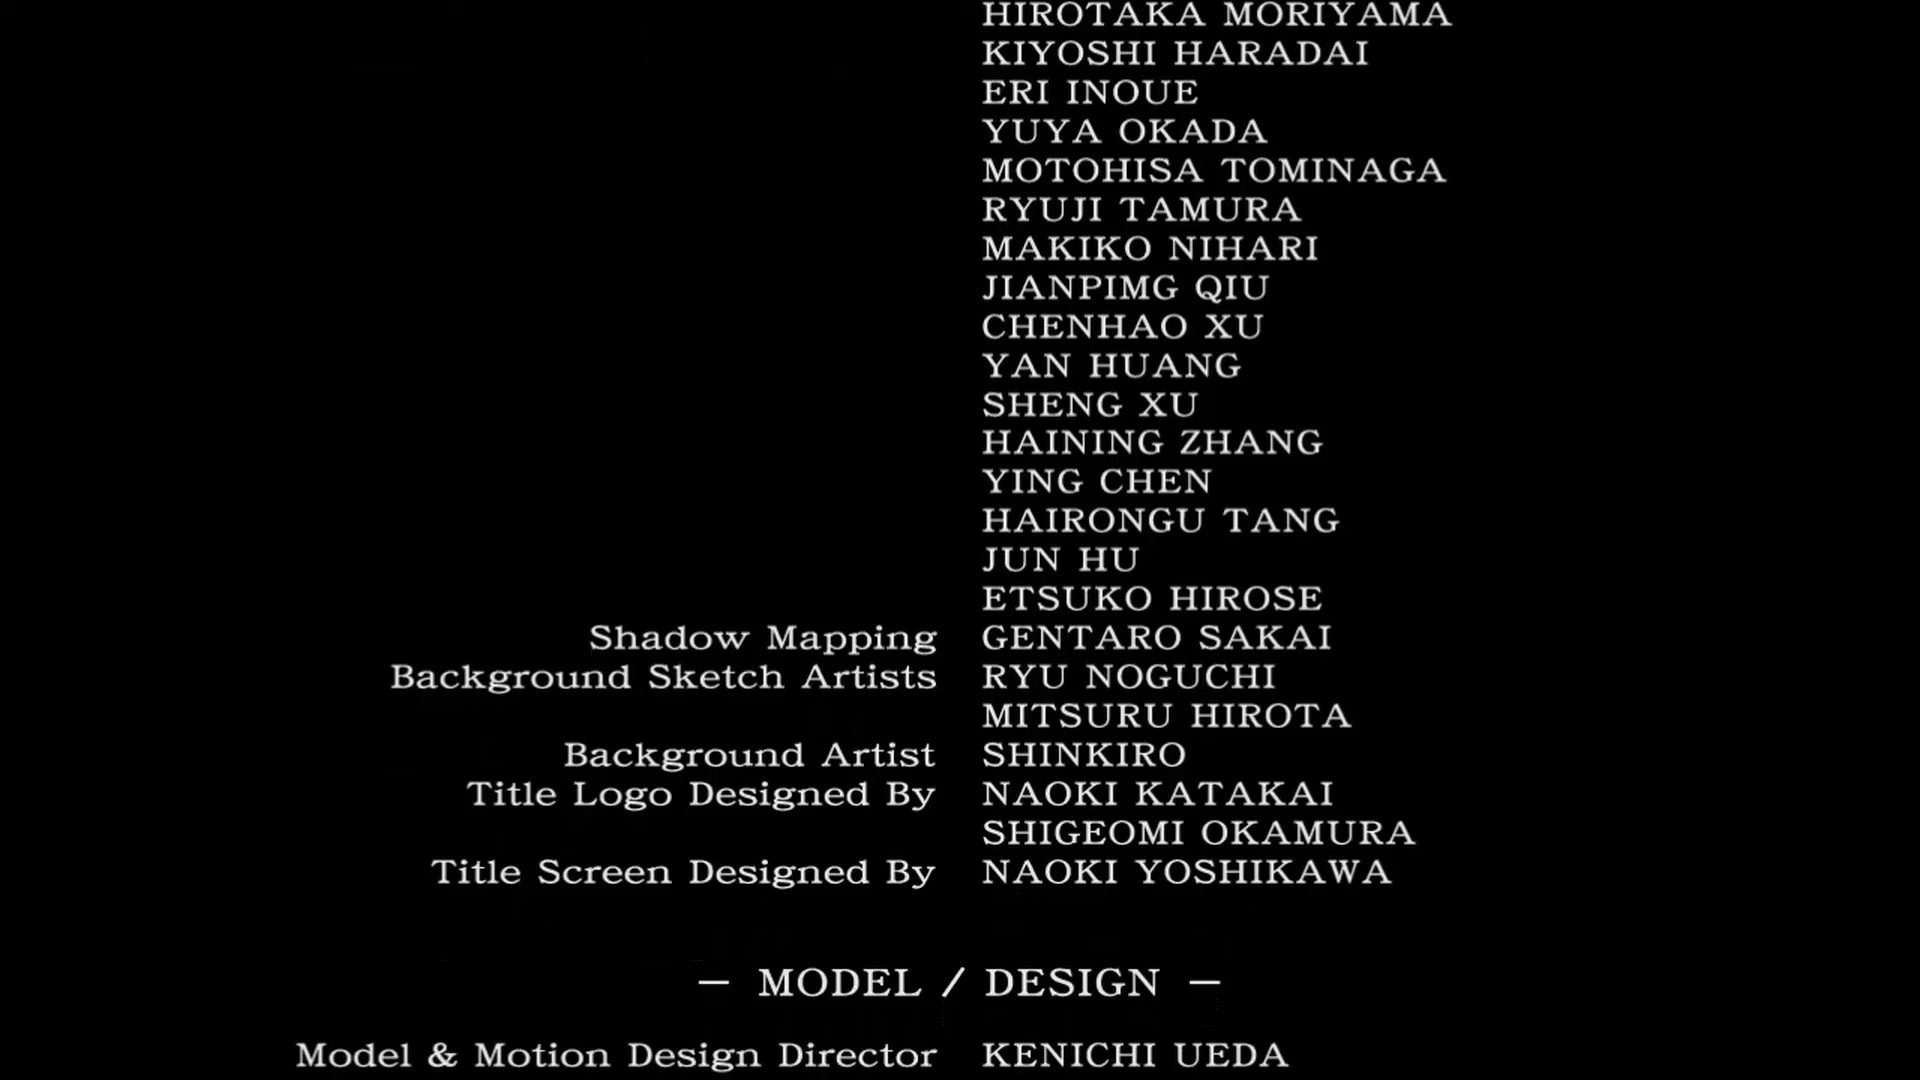 HIROTAKA MORIYAMA
KIYOSHI HARADAI
ERI INOUE
YUYA OKADA
MOTOHISA TOMINAGA
RYUJI TAMURA
MAKIKO NIHARI
JIANPIMG QIU
CHENHAO XU
YAN HUANG
SHENG XU
HAINING ZHANG
YING CHEN
HAIRONGU TANG
JUN HU
ETSUKO HIROSE
Shadow Mapping GENTARO SAKAI
Background Sketch Artists RYU NOGUCHI
MITSURU HIROTA
Background Artist SHINKIRO
Title Logo Designed By NAOKI KATAKAI
SHIGEOMI OKAMURA
Title Screen Designed By NAOKI YOSHIKAWA
— MODEL / DESIGN —
Model & Motion Design Director KENICHI UEDA